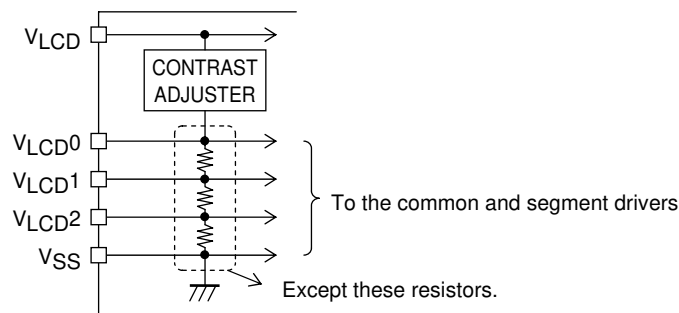 VLCD
CONTRAST
ADJUSTER
VLCD0
VLCD1
VLCD2
VSS
To the common and segment drivers
Except these resistors.